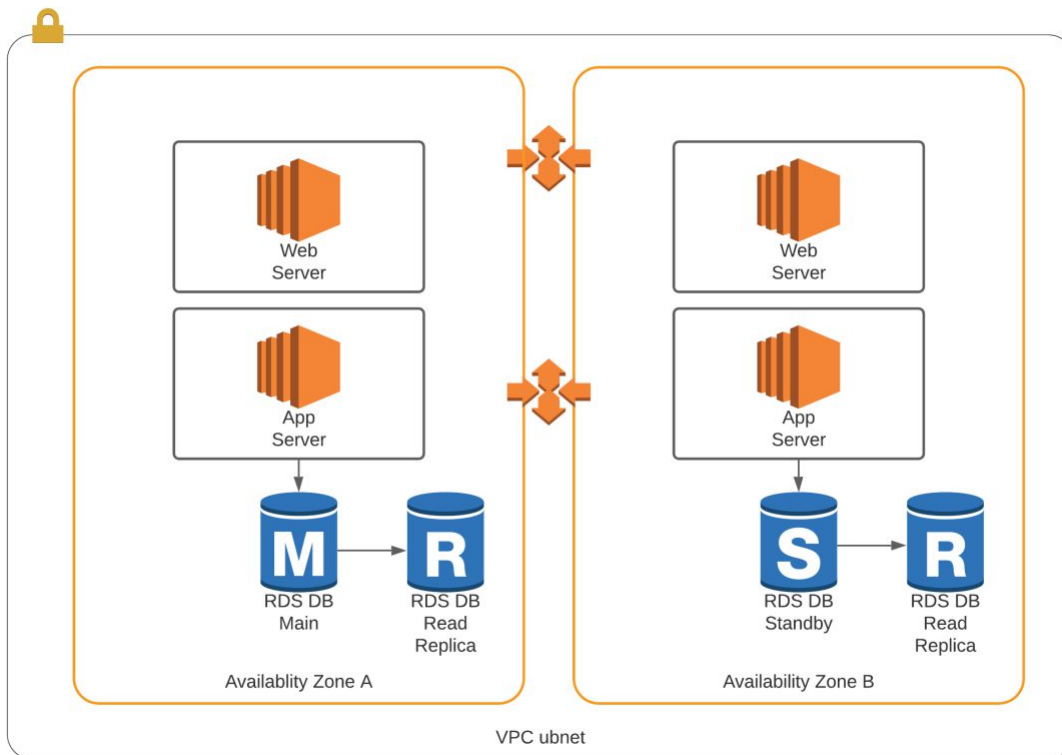 Web
Server
Web
Server
App
Server
App
Server
M
R
S
R
RDS DB
Main
RDS DB
Read
Replica
RDS DB
Standby
RDS DB
Read
Replica
Availablity Zone A
Availability Zone B
VPC ubnet